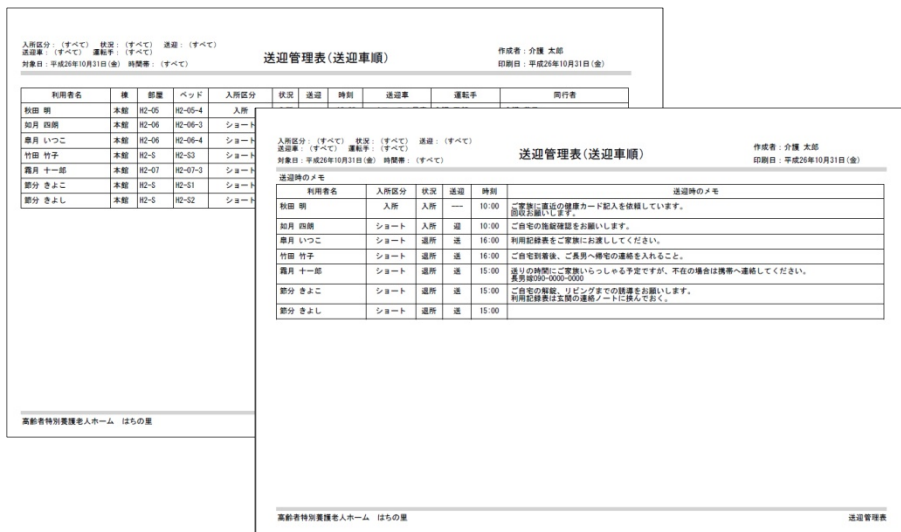 入所区分：（すべて） 状況：（すべて） 送迎：（すべて）
送迎車：（すべて） 運転手：（すべて）
対象日：平成26年10月31日(金) 時間帯：（すべて）
送迎管理表(送迎車順)
作成者：介護 太郎
印刷日：平成26年10月31日(金)
利用者名 棟 部屋 ベッド 入所区分 状況 送迎 時刻 送迎車 運転手 同行者
秋田 明 本館 H2-05 H2-05-4 入所
如月 四朗 本館 H2-06 H2-06-3 ショート
皐月 いつこ 本館 H2-06 H2-06-4 ショート
竹田 竹子 本館 H2-S H2-S3 ショート
霜月 十一郎 本館 H2-07 H2-07-3 ショート
節分 きよこ 本館 H2-S H2-S1 ショート
節分 きよし 本館 H2-S H2-S2 ショート
高齢者特別養護老人ホーム はちの里
入所区分：（すべて） 状況：（すべて） 送迎：（すべて）
送迎車：（すべて） 運転手：（すべて）
対象日：平成26年10月31日(金) 時間帯：（すべて）
送迎管理表(送迎車順)
作成者：介護 太郎
印刷日：平成26年10月31日(金)
送迎時のメモ
利用者名 入所区分 状況 送迎 時刻 送迎時のメモ
秋田 明 入所 入所 --- 10:00 ご家族に直近の健康カード記入を依頼しています。
回収お願いします。
如月 四朗 ショート 入所 迎 10:00 ご自宅の施錠確認をお願いします。
皐月 いつこ ショート 退所 送 16:00 利用記録表をご家族にお渡ししてください。
竹田 竹子 ショート 退所 送 16:00 ご自宅到着後、ご長男へ帰宅の連絡を入れること。
霜月 十一郎 ショート 退所 送 15:00 送りの時間にご家族いらっしゃる予定ですが、不在の場合は携帯へ連絡してください。
長男嫁090-0000-0000
節分 きよこ ショート 退所 送 15:00 ご自宅の解錠、リビングまでの誘導をお願いします。
利用記録表は玄関の連絡ノートに挟んでおく。
節分 きよし ショート 退所 送 15:00
高齢者特別養護老人ホーム はちの里
送迎管理表